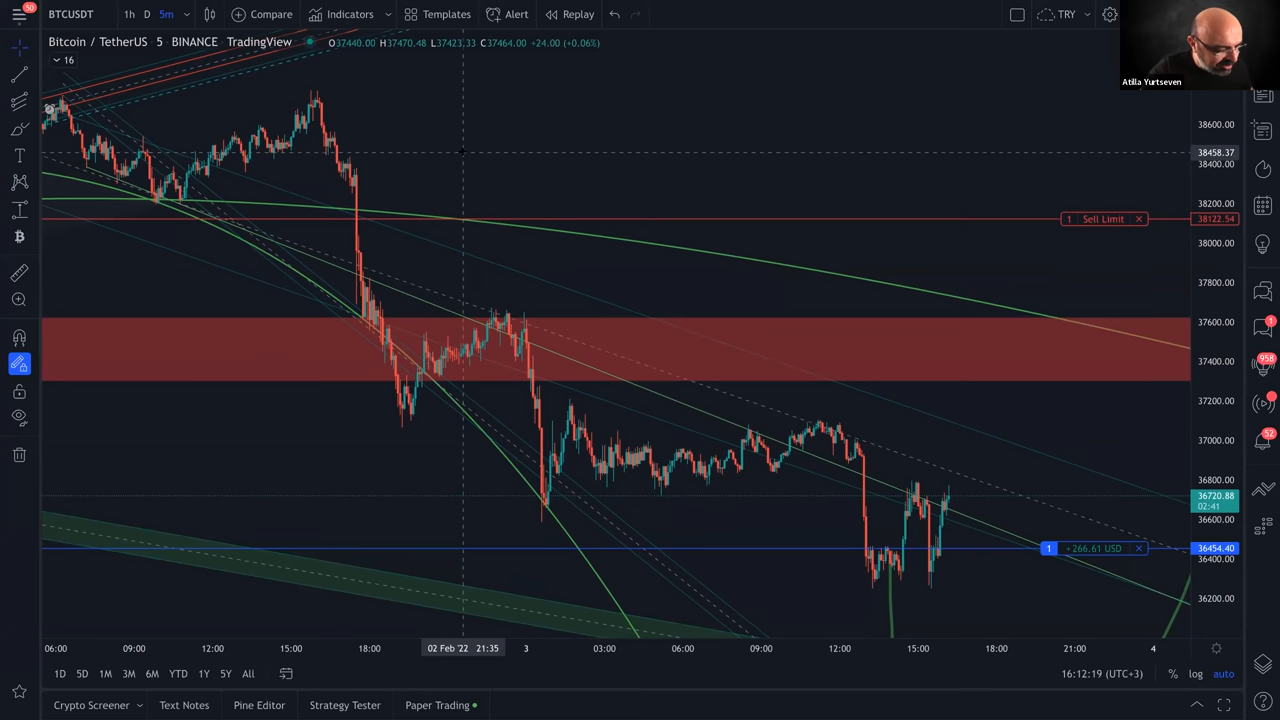 50
BTCUSDT 1h D 5m Compare Indicators Templates Alert Replay TRY
Bitcoin / TetherUS · 5 · BINANCE · TradingView O37440.00 H37470.48 L37423.33 C37464.00 +24.00 (+0.06%)
16
Atilla Yurtseven
38600.00
38458.37
38400.00
38200.00
1 Sell Limit × 38122.54
38000.00
37800.00
37600.00
1
37400.00
958
37200.00
37000.00
52
36800.00
36720.88
02:41
36600.00
1 +266.61 USD × 36454.40
36400.00
36200.00
06:00 09:00 12:00 15:00 18:00 02 Feb '22 21:35 3 03:00 06:00 09:00 12:00 15:00 18:00 21:00 4
1D 5D 1M 3M 6M YTD 1Y 5Y All 16:12:19 (UTC+3) % log auto
Crypto Screener Text Notes Pine Editor Strategy Tester Paper Trading